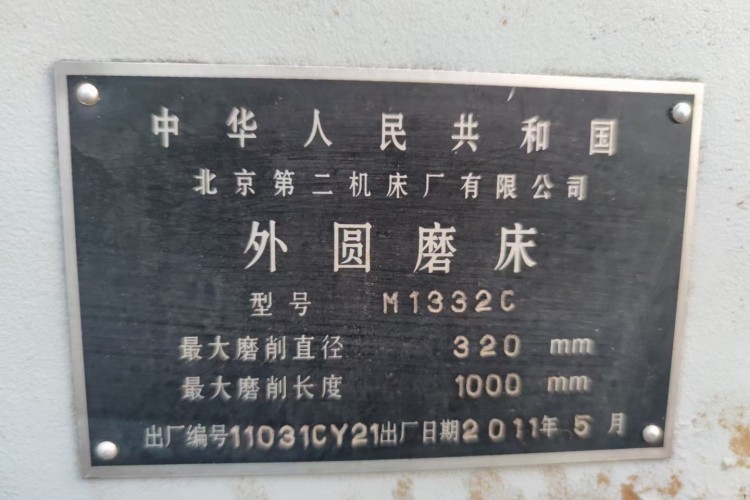 中华人民共和国
北京第二机床厂有限公司
外圆磨床
型号 M1332C
最大磨削直径 320 mm
最大磨削长度 1000 mm
出厂编号11031CY21出厂日期2011年5月